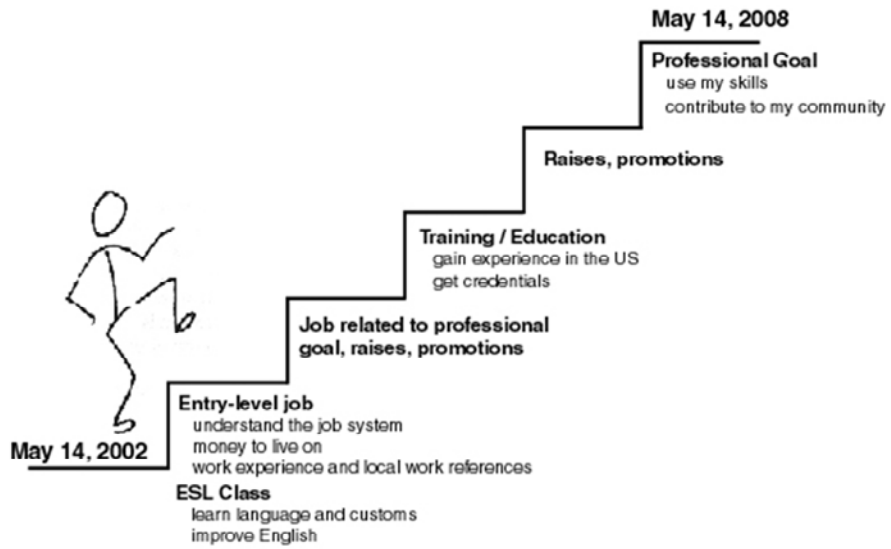 May 14, 2008
Professional Goal
use my skills
contribute to my community
Raises, promotions
Training / Education
gain experience in the US
get credentials
Job related to professional
goal, raises, promotions
Entry-level job
understand the job system
money to live on
work experience and local work references
May 14, 2002
ESL Class
learn language and customs
improve English